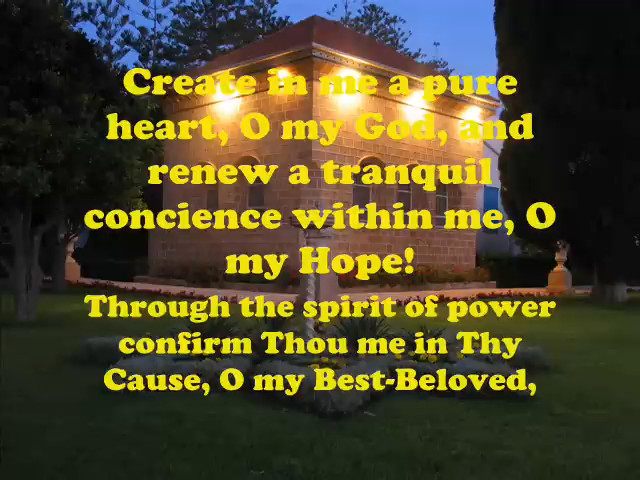 Create in me a pure
heart, O my God, and
renew a tranquil
concience within me, O
my Hope!
Through the spirit of power
confirm Thou me in Thy
Cause, O my Best-Beloved,